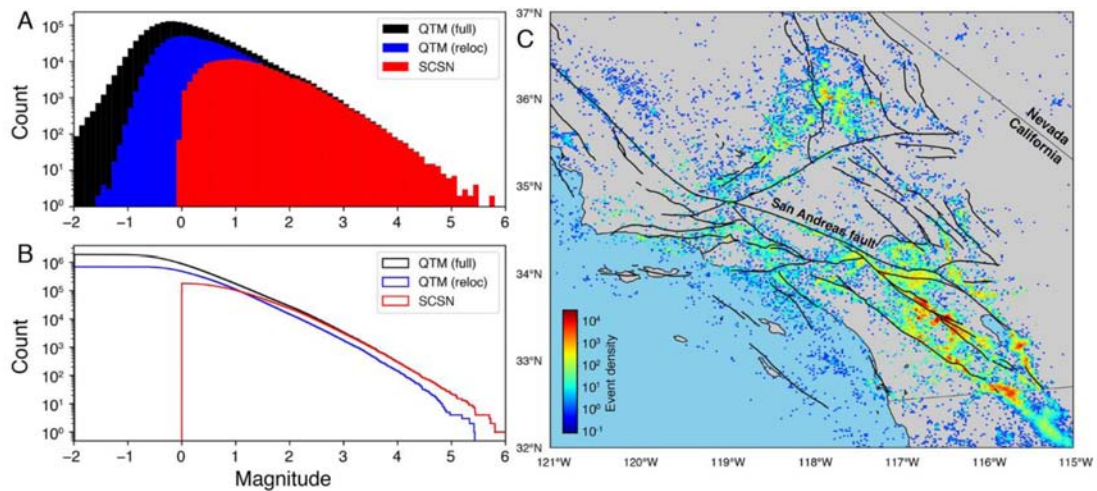 A
10⁵
10⁴
10³
10²
10¹
10⁰
Count
QTM (full)
QTM (reloc)
SCSN
−2 −1 0 1 2 3 4 5 6
B
10⁶
10⁵
10⁴
10³
10²
10¹
10⁰
Count
QTM (full)
QTM (reloc)
SCSN
−2 −1 0 1 2 3 4 5 6
Magnitude
C
37°N
36°N
35°N
34°N
33°N
32°N
Nevada
California
San Andreas fault
10⁴
10³
10²
10¹
10⁰
10⁻¹
Event density
121°W 120°W 119°W 118°W 117°W 116°W 115°W